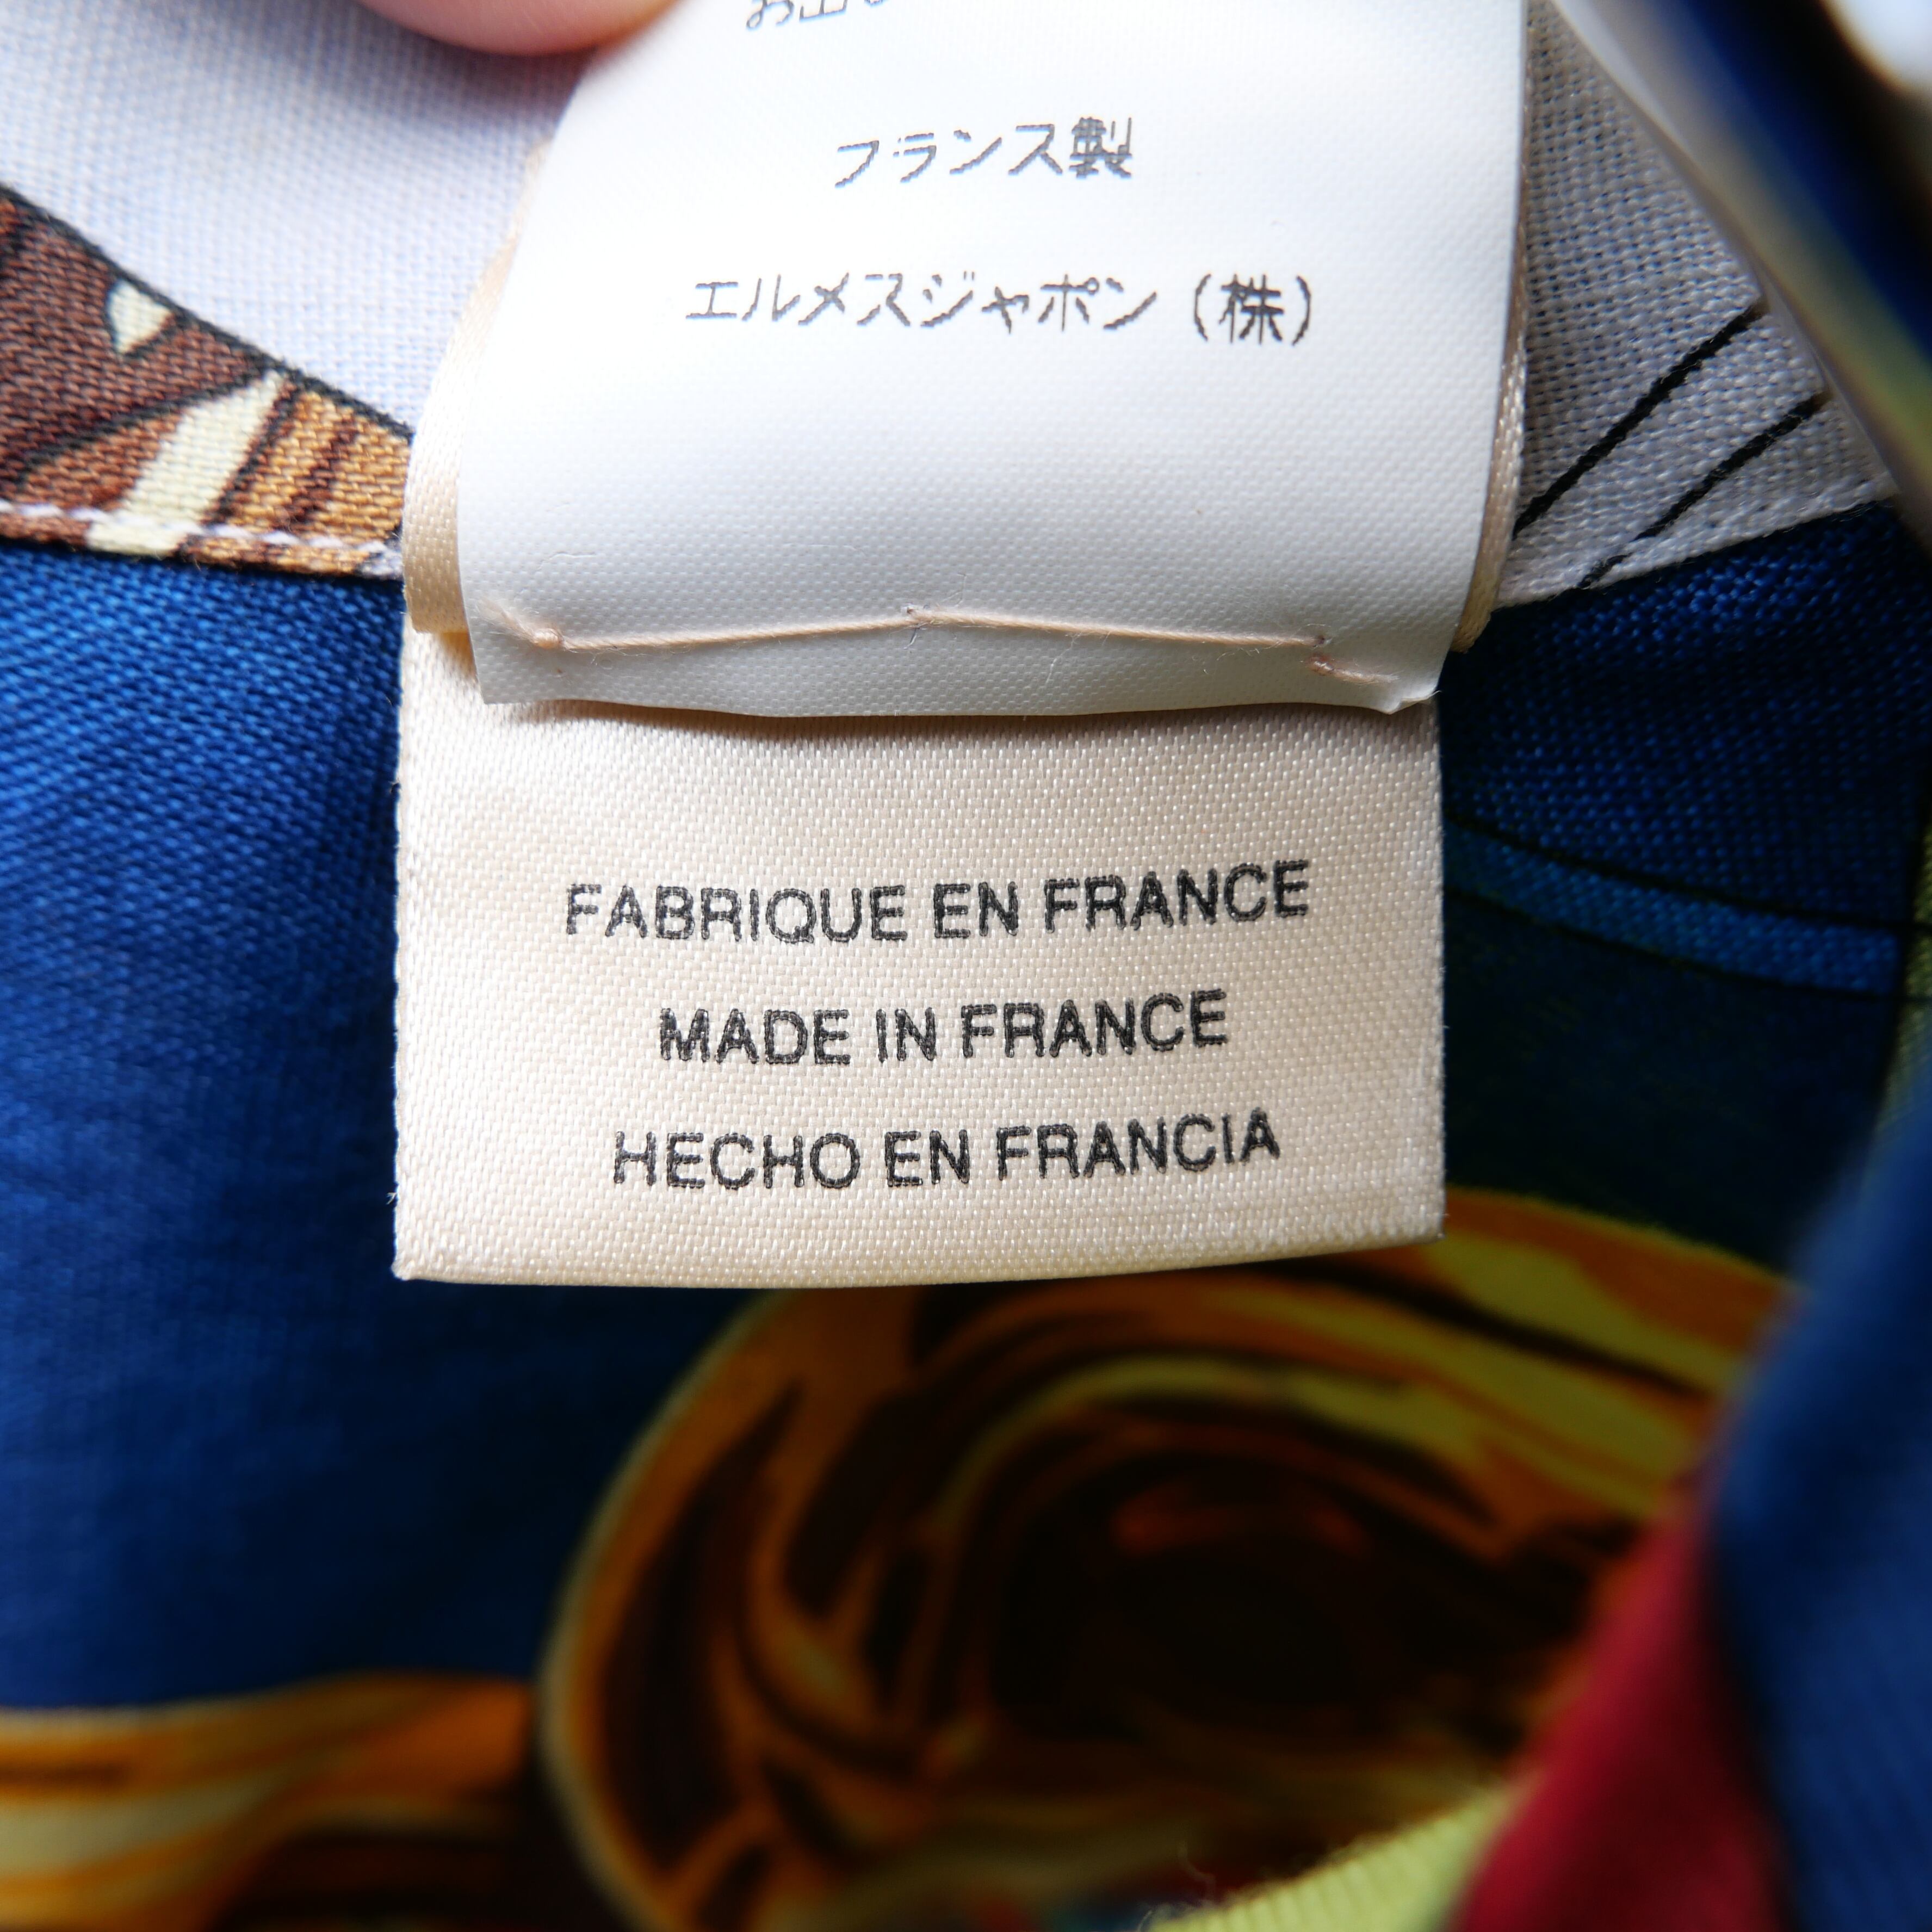 フランス製
エルメスジャポン（株）
FABRIQUE EN FRANCE
MADE IN FRANCE
HECHO EN FRANCIA